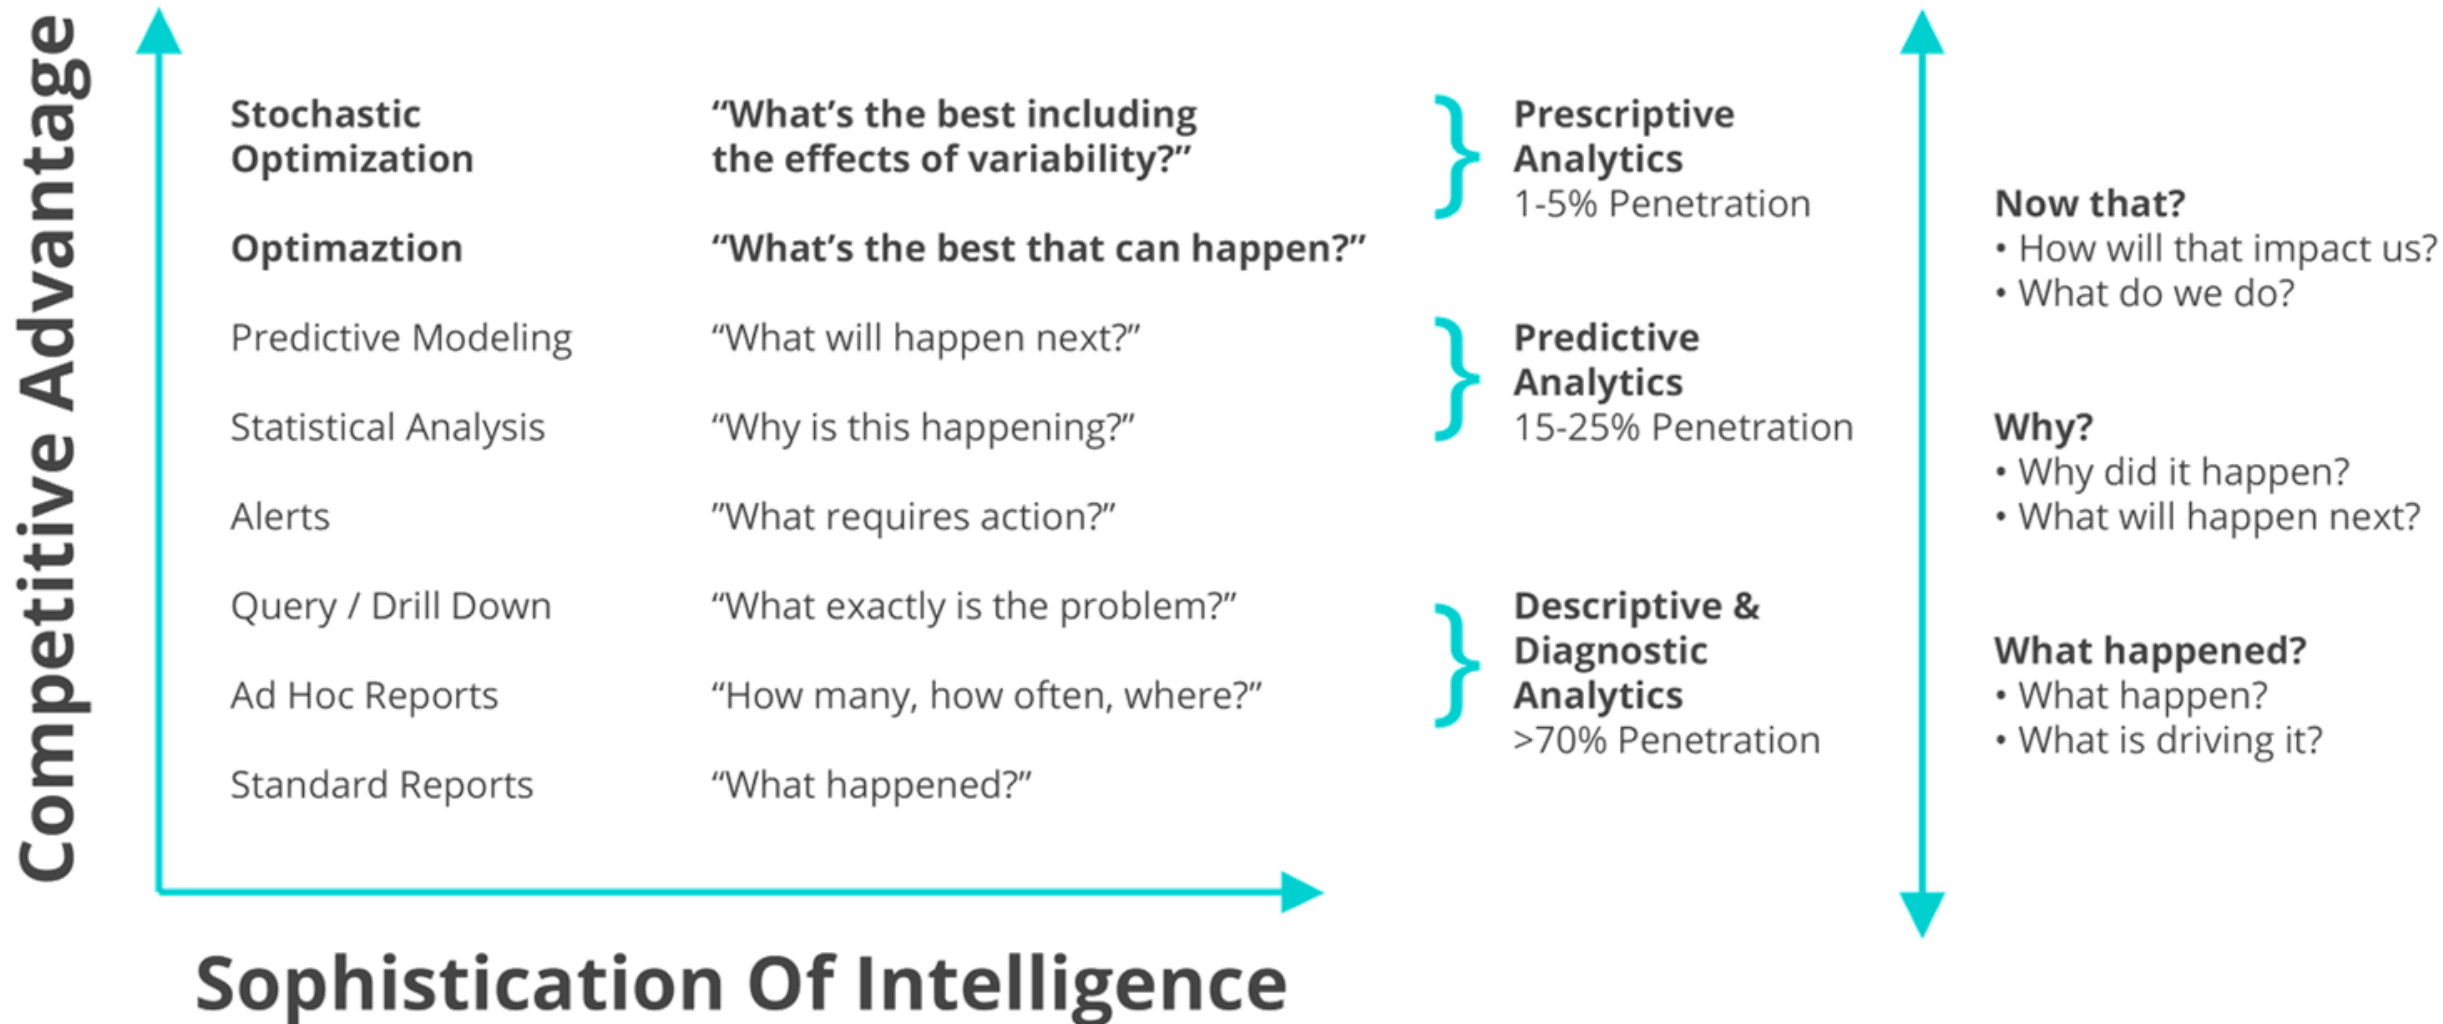 Competitive Advantage
Stochastic
Optimization
“What’s the best including
the effects of variability?”
Optimaztion
“What’s the best that can happen?”
Predictive Modeling
“What will happen next?”
Statistical Analysis
“Why is this happening?”
Alerts
”What requires action?”
Query / Drill Down
“What exactly is the problem?”
Ad Hoc Reports
“How many, how often, where?”
Standard Reports
“What happened?”
Sophistication Of Intelligence
Prescriptive
Analytics
1-5% Penetration
Predictive
Analytics
15-25% Penetration
Descriptive &
Diagnostic
Analytics
>70% Penetration
Now that?
• How will that impact us?
• What do we do?
Why?
• Why did it happen?
• What will happen next?
What happened?
• What happen?
• What is driving it?